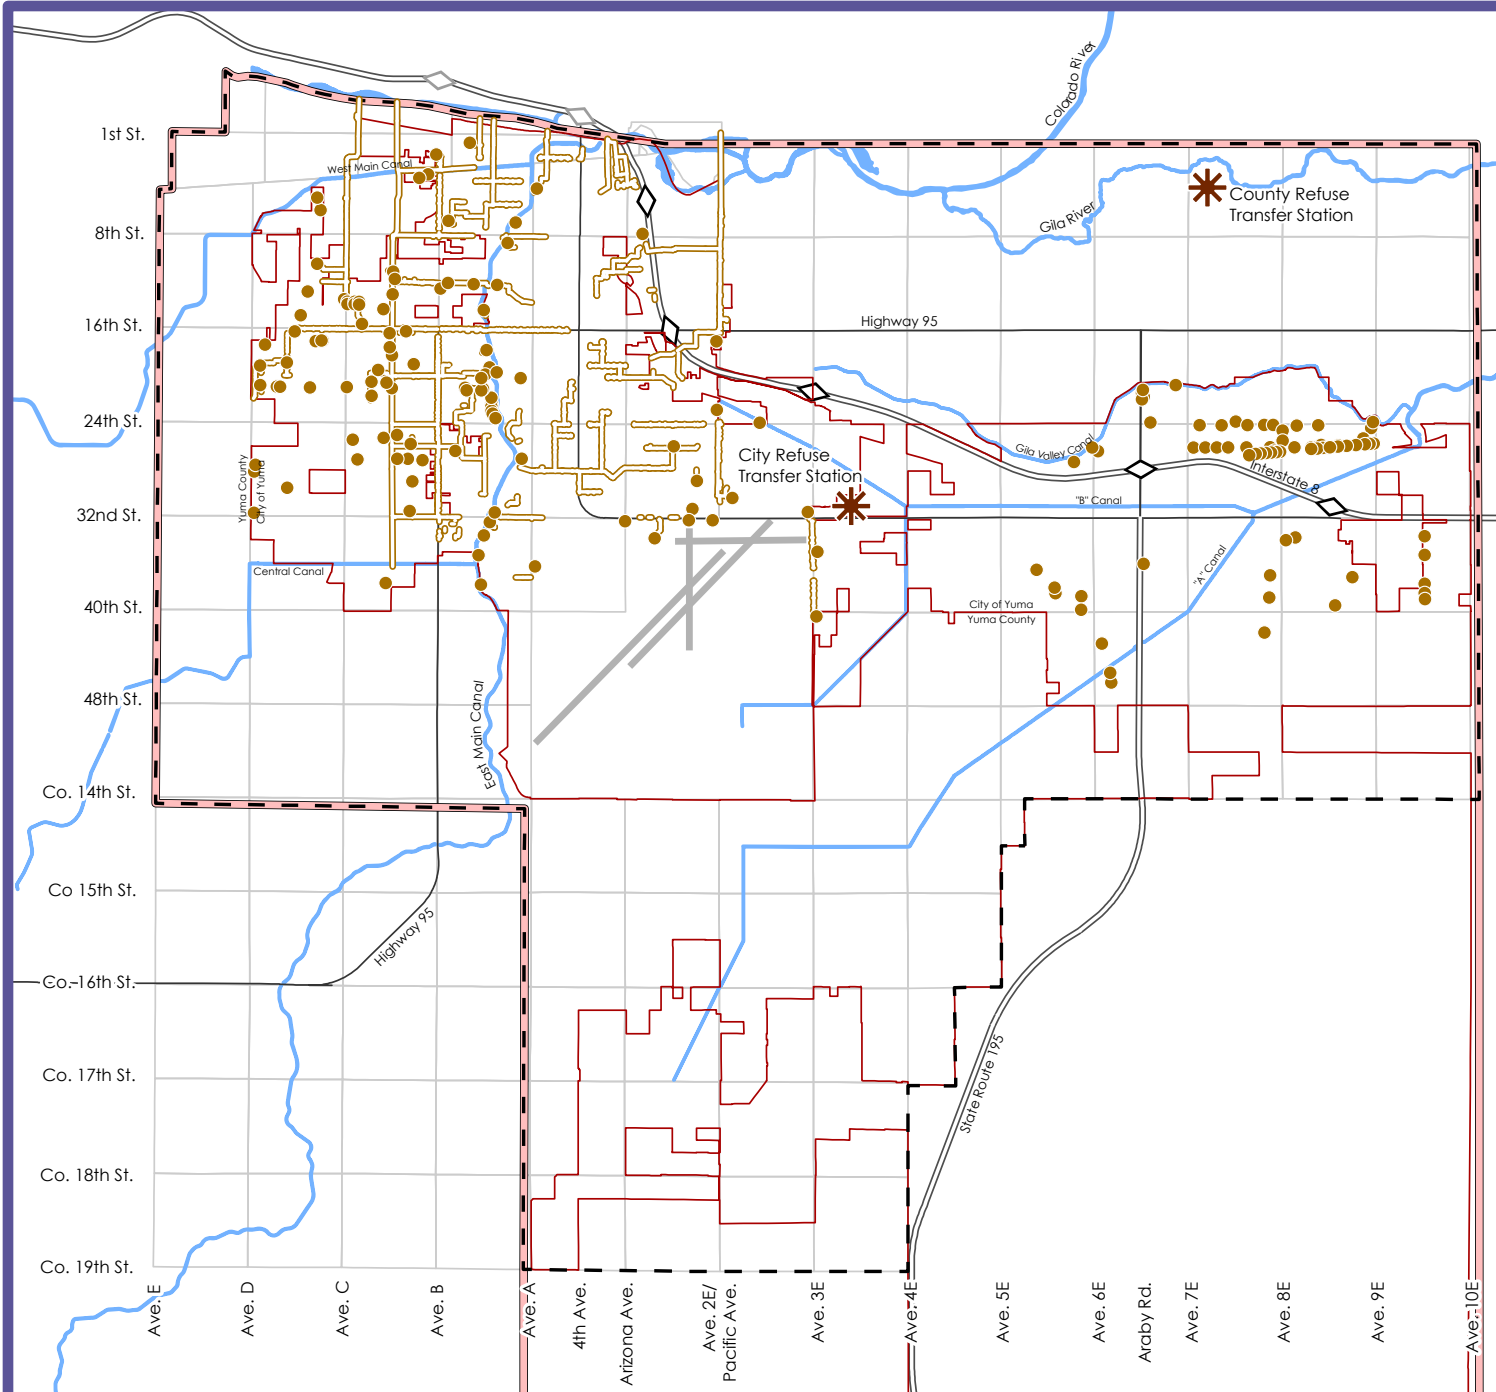 Colorado River
1st St.
West Main Canal
County Refuse
Transfer Station
Gila River
8th St.
16th St.
Highway 95
24th St.
Gila Valley Canal
City Refuse
Transfer Station
Interstate 8
Yuma County
City of Yuma
"B" Canal
32nd St.
"A" Canal
Central Canal
40th St.
City of Yuma
Yuma County
48th St.
East Main Canal
Co. 14th St.
Co 15th St.
Highway 95
Co. 16th St.
State Route 195
Co. 17th St.
Co. 18th St.
Co. 19th St.
Ave. E
Ave. D
Ave. C
Ave. B
Ave. A
4th Ave.
Arizona Ave.
Ave. 2E/
Pacific Ave.
Ave. 3E
Ave. 4E
Ave. 5E
Ave. 6E
Araby Rd.
Ave. 7E
Ave. 8E
Ave. 9E
Ave. 10E